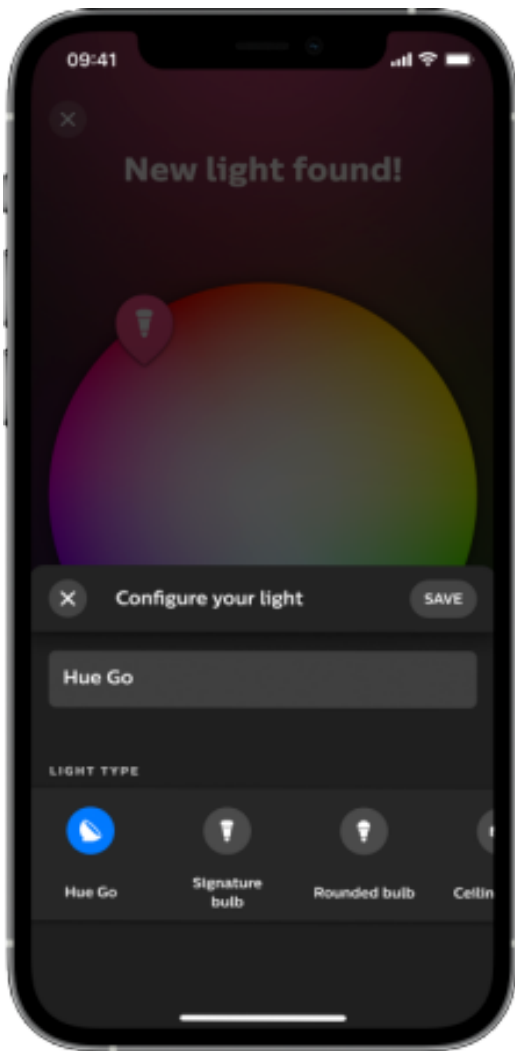 09:41
New light found!
Configure your light
SAVE
Hue Go
LIGHT TYPE
Hue Go
Signature
bulb
Rounded bulb
Ceilin